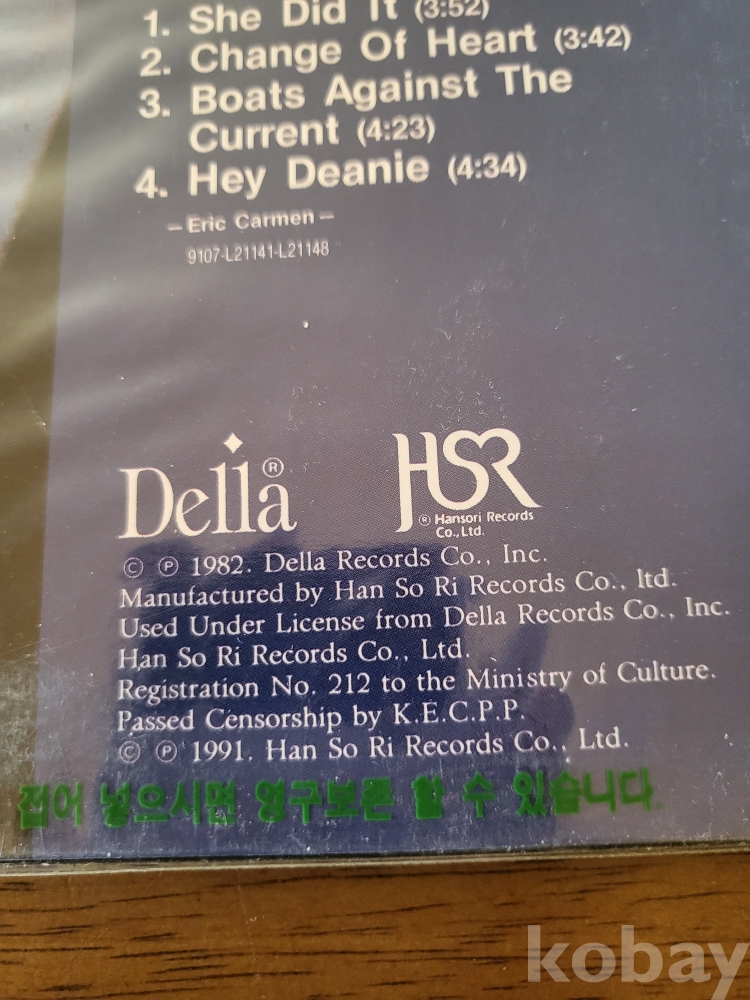 1. She Did It (3:52)
2. Change Of Heart (3:42)
3. Boats Against The
Current (4:23)
4. Hey Deanie (4:34)
– Eric Carmen –
9107-L21141-L21148
Della ®
HSR
® Hansori Records
Co., Ltd.
© ℗ 1982. Della Records Co., Inc.
Manufactured by Han So Ri Records Co., ltd.
Used Under License from Della Records Co., Inc.
Han So Ri Records Co., Ltd.
Registration No. 212 to the Ministry of Culture.
Passed Censorship by K.E.C.P.P.
© ℗ 1991. Han So Ri Records Co., Ltd.
접어 넣으시면 영구보존 할 수 있습니다.
kobay